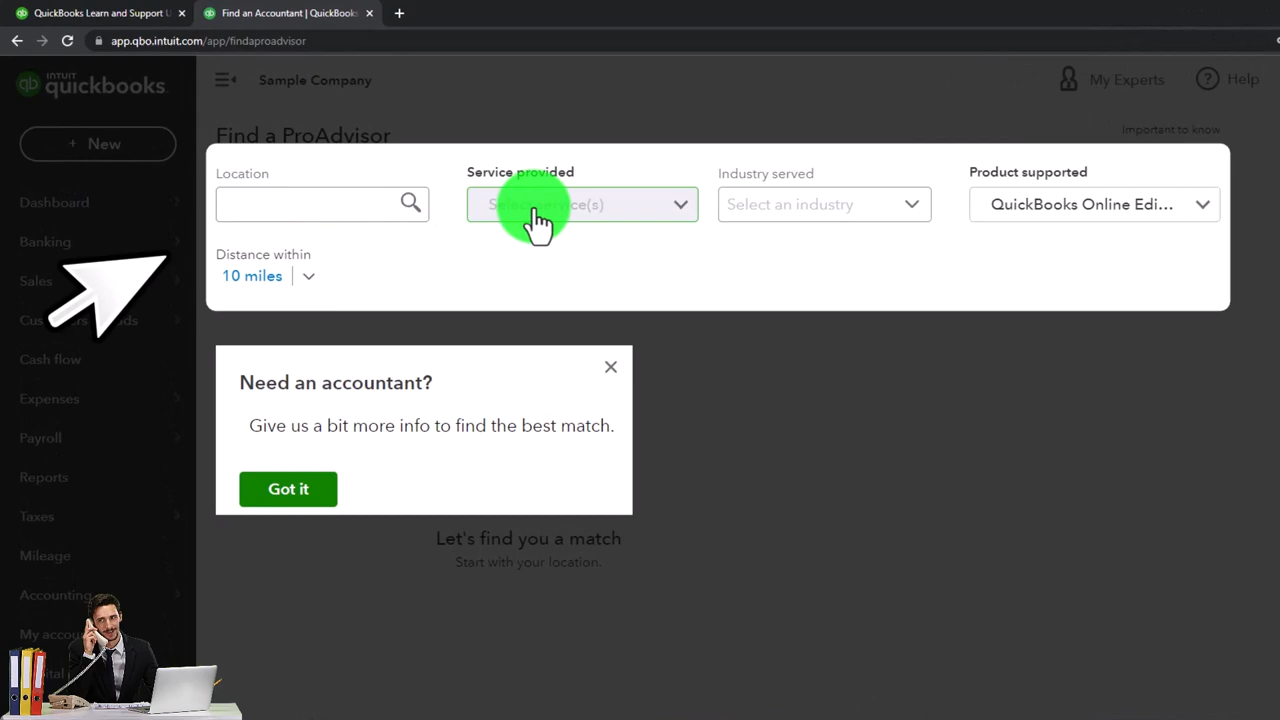 QuickBooks Learn and Support
Find an Accountant | QuickBooks
app.qbo.intuit.com/app/findaproadvisor
qb
INTUIT
quickbooks.
Sample Company
My Experts
Help
+ New
Find a ProAdvisor
Important to know
Location
Service provided
Select service(s)
Industry served
Select an industry
Product supported
QuickBooks Online Edi...
Distance within
10 miles
Dashboard
Banking
Sales
Cash flow
Expenses
Payroll
Reports
Taxes
Mileage
Accounting
Need an accountant?
Give us a bit more info to find the best match.
Got it
Let's find you a match
Start with your location.